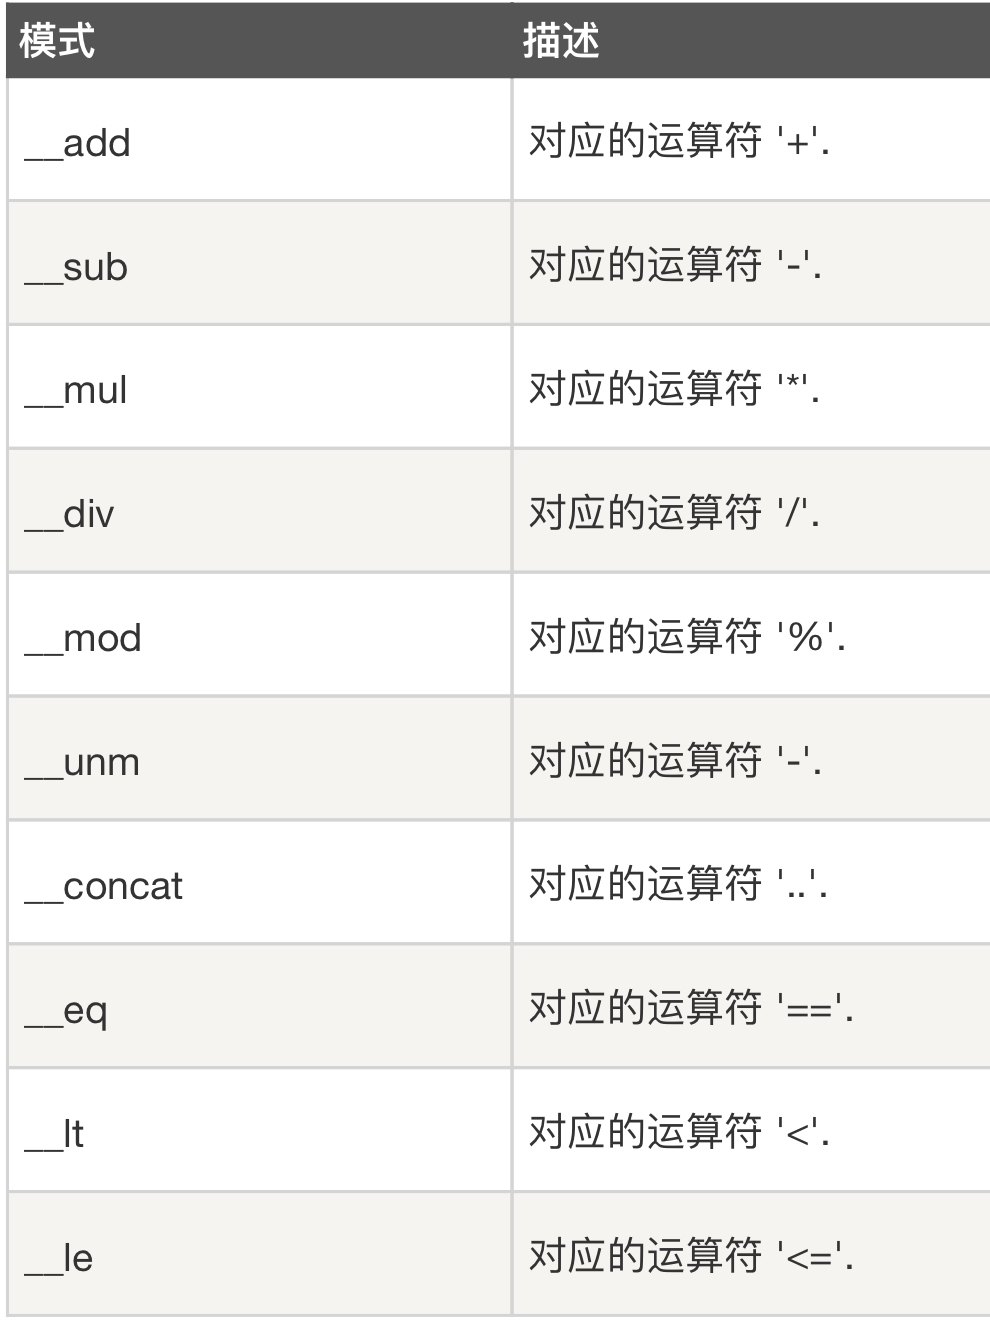 模式 描述
__add 对应的运算符 '+'.
__sub 对应的运算符 '-'.
__mul 对应的运算符 '*'.
__div 对应的运算符 '/'.
__mod 对应的运算符 '%'.
__unm 对应的运算符 '-'.
__concat 对应的运算符 '..'.
__eq 对应的运算符 '=='.
__lt 对应的运算符 '<'.
__le 对应的运算符 '<='.